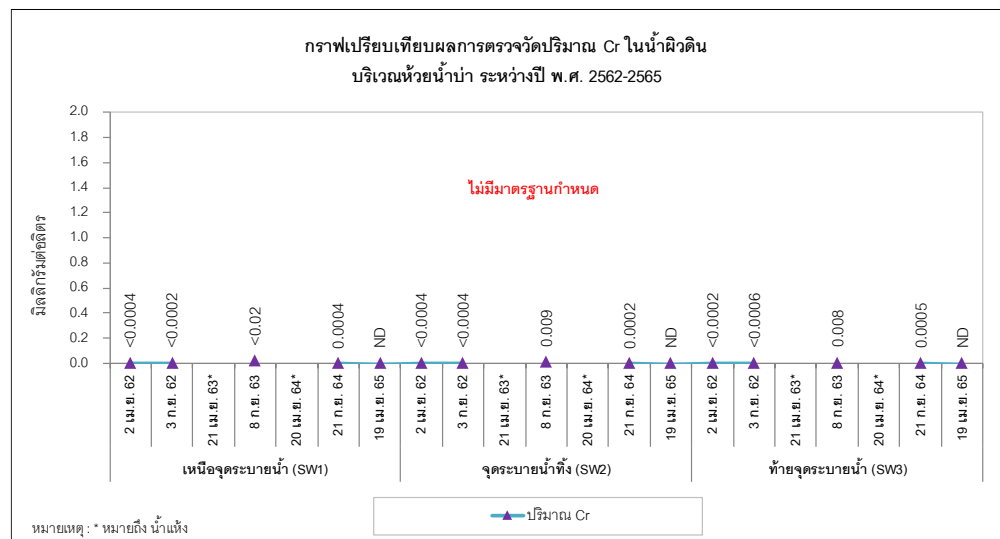 กราฟเปรียบเทียบผลการตรวจวัดปริมาณ Cr ในน้ำผิวดิน
บริเวณห้วยน้ำบ่า ระหว่างปี พ.ศ. 2562-2565
มิลลิกรัมต่อลิตร
2.0
1.8
1.6
1.4
1.2
1.0
0.8
0.6
0.4
0.2
0.0
ไม่มีมาตรฐานกำหนด
<0.0004
<0.0002
<0.02
0.0004
ND
<0.0004
<0.0004
0.009
0.0002
ND
<0.0002
<0.0006
0.008
0.0005
ND
2 เม.ย. 62
3 ก.ย. 62
21 เม.ย. 63*
8 ก.ย. 63
20 เม.ย. 64*
21 ก.ย. 64
19 เม.ย. 65
2 เม.ย. 62
3 ก.ย. 62
21 เม.ย. 63*
8 ก.ย. 63
20 เม.ย. 64*
21 ก.ย. 64
19 เม.ย. 65
2 เม.ย. 62
3 ก.ย. 62
21 เม.ย. 63*
8 ก.ย. 63
20 เม.ย. 64*
21 ก.ย. 64
19 เม.ย. 65
เหนือจุดระบายน้ำ (SW1)
จุดระบายน้ำทิ้ง (SW2)
ท้ายจุดระบายน้ำ (SW3)
ปริมาณ Cr
หมายเหตุ : * หมายถึง น้ำแห้ง